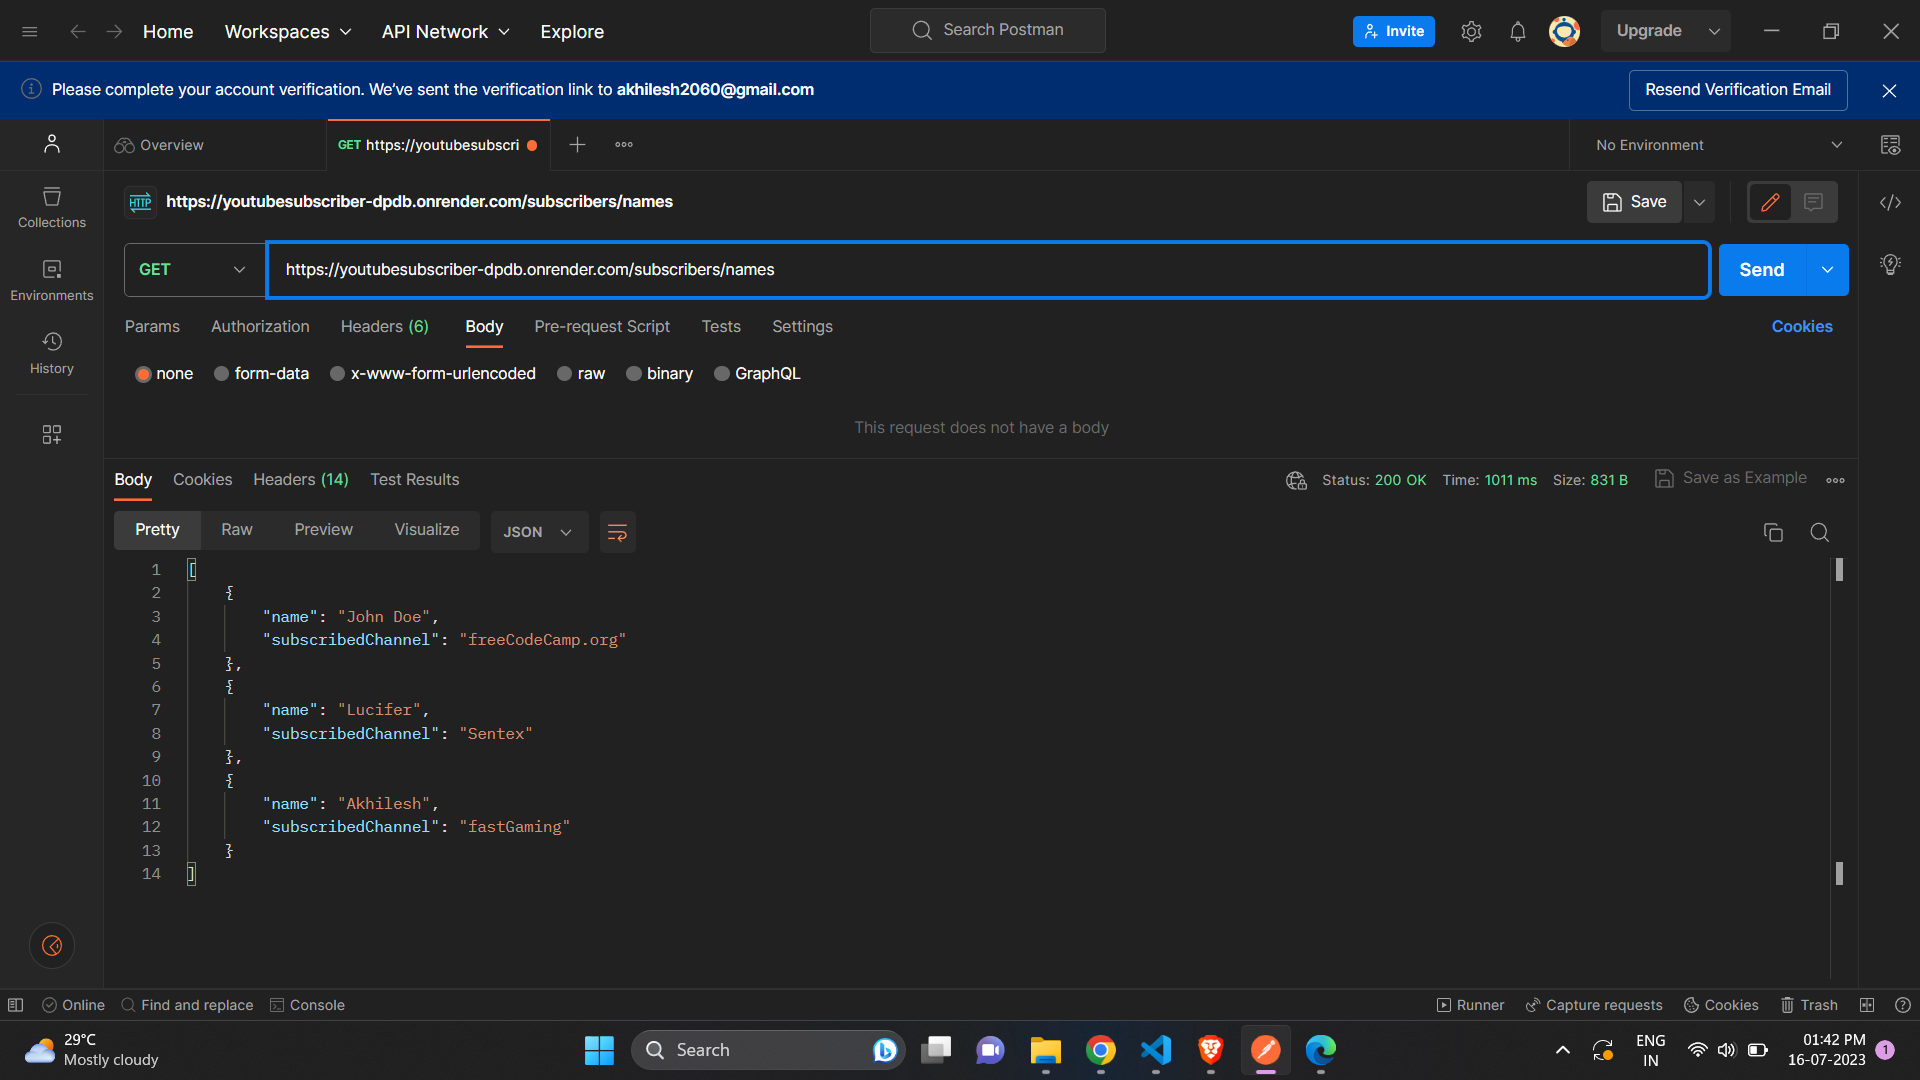 Home Workspaces API Network Explore Search Postman Invite Upgrade
Please complete your account verification. We've sent the verification link to akhilesh2060@gmail.com Resend Verification Email
Overview GET https://youtubesubscri No Environment
HTTP https://youtubesubscriber-dpdb.onrender.com/subscribers/names Save
Collections
GET https://youtubesubscriber-dpdb.onrender.com/subscribers/names Send
Environments
Params Authorization Headers (6) Body Pre-request Script Tests Settings Cookies
History
none form-data x-www-form-urlencoded raw binary GraphQL
This request does not have a body
Body Cookies Headers (14) Test Results Status: 200 OK Time: 1011 ms Size: 831 B Save as Example
Pretty Raw Preview Visualize JSON
1 [
2 {
3 "name": "John Doe",
4 "subscribedChannel": "freeCodeCamp.org"
5 },
6 {
7 "name": "Lucifer",
8 "subscribedChannel": "Sentex"
9 },
10 {
11 "name": "Akhilesh",
12 "subscribedChannel": "fastGaming"
13 }
14 ]
Online Find and replace Console Runner Capture requests Cookies Trash
29°C
Mostly cloudy
Search
ENG
IN
01:42 PM
16-07-2023
1